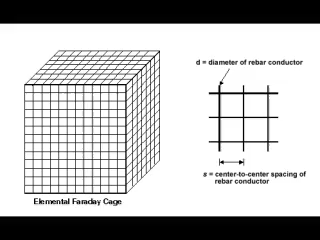 d = diameter of rebar conductor
s = center-to-center spacing of
rebar conductor
Elemental Faraday Cage